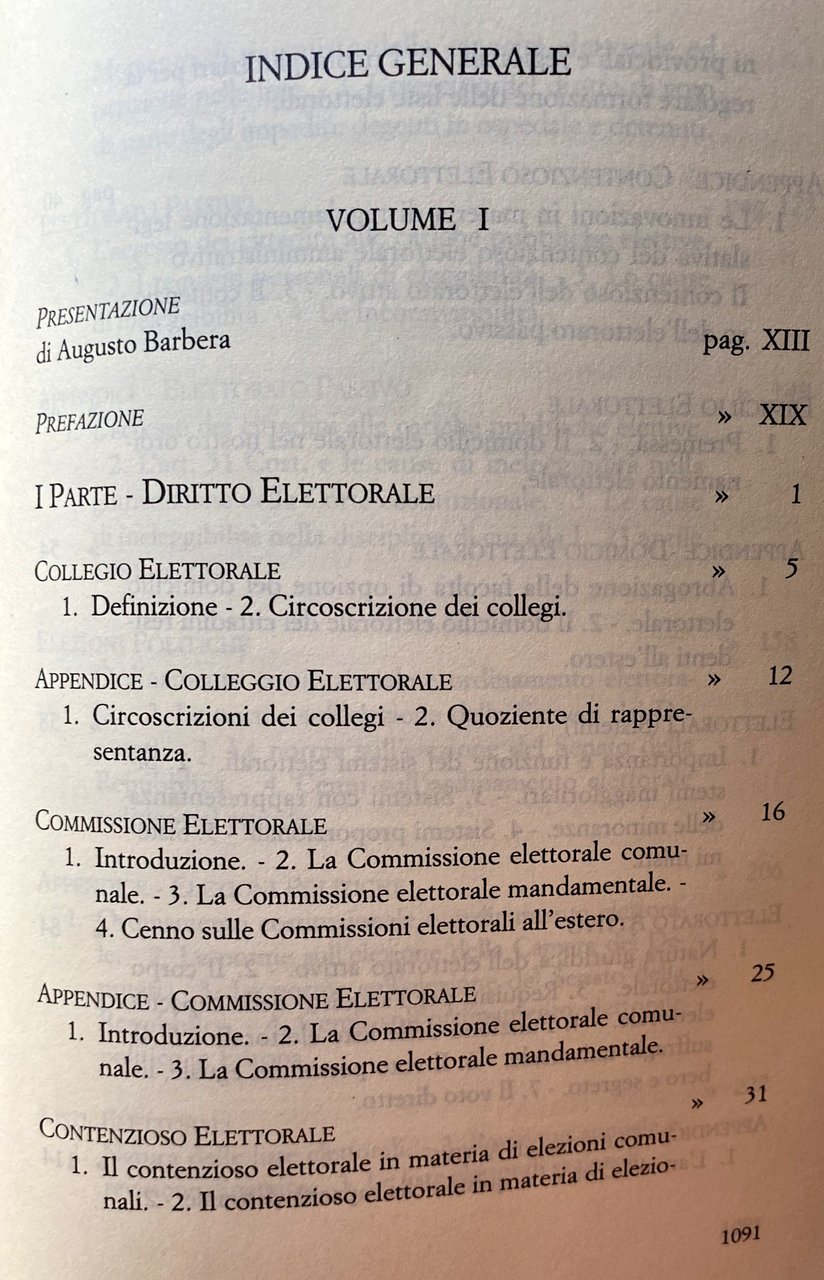 INDICE GENERALE
VOLUME I
PRESENTAZIONE
di Augusto Barbera pag. XIII
PREFAZIONE » XIX
I PARTE - DIRITTO ELETTORALE » 1
COLLEGIO ELETTORALE » 5
1. Definizione - 2. Circoscrizione dei collegi.
APPENDICE - COLLEGGIO ELETTORALE » 12
1. Circoscrizioni dei collegi - 2. Quoziente di rappre-
sentanza.
COMMISSIONE ELETTORALE » 16
1. Introduzione. - 2. La Commissione elettorale comu-
nale. - 3. La Commissione elettorale mandamentale. -
4. Cenno sulle Commissioni elettorali all'estero.
APPENDICE - COMMISSIONE ELETTORALE » 25
1. Introduzione. - 2. La Commissione elettorale comu-
nale. - 3. La Commissione elettorale mandamentale.
CONTENZIOSO ELETTORALE » 31
1. Il contenzioso elettorale in materia di elezioni comu-
nali. - 2. Il contenzioso elettorale in materia di elezio-
1091